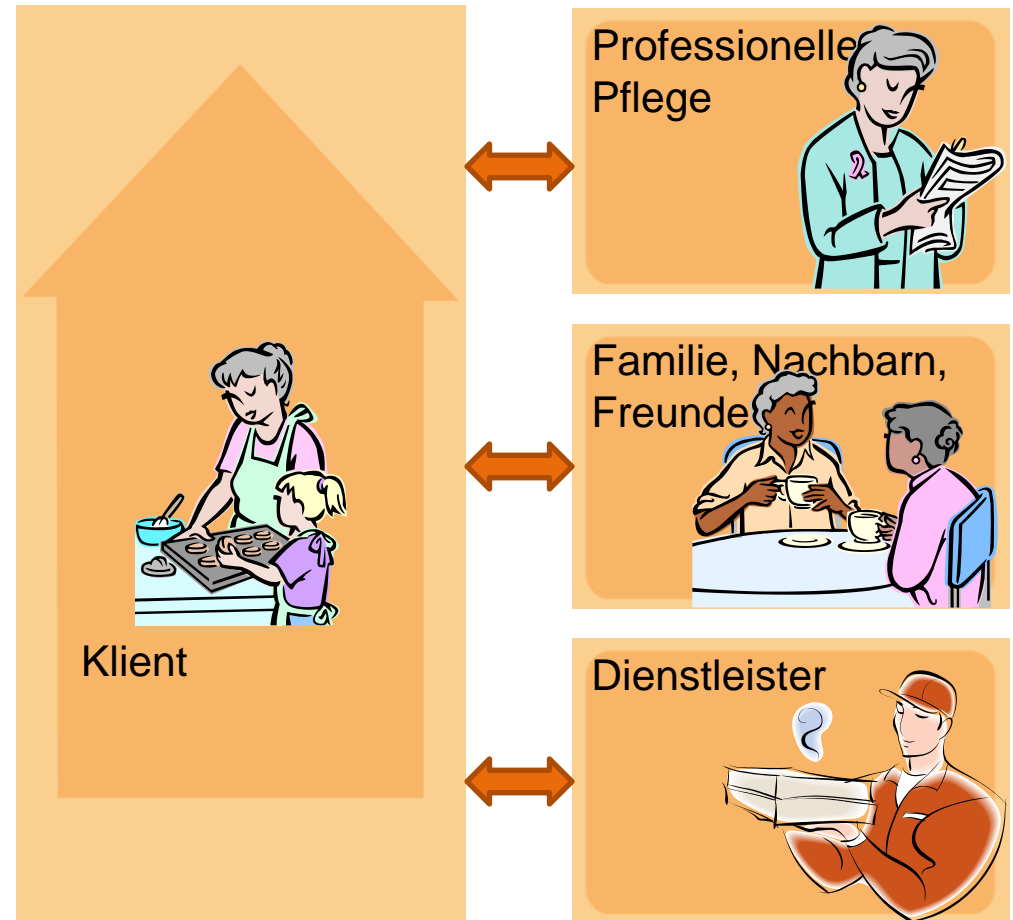 Professionelle
Pflege
Familie, Nachbarn,
Freunde
Klient
Dienstleister